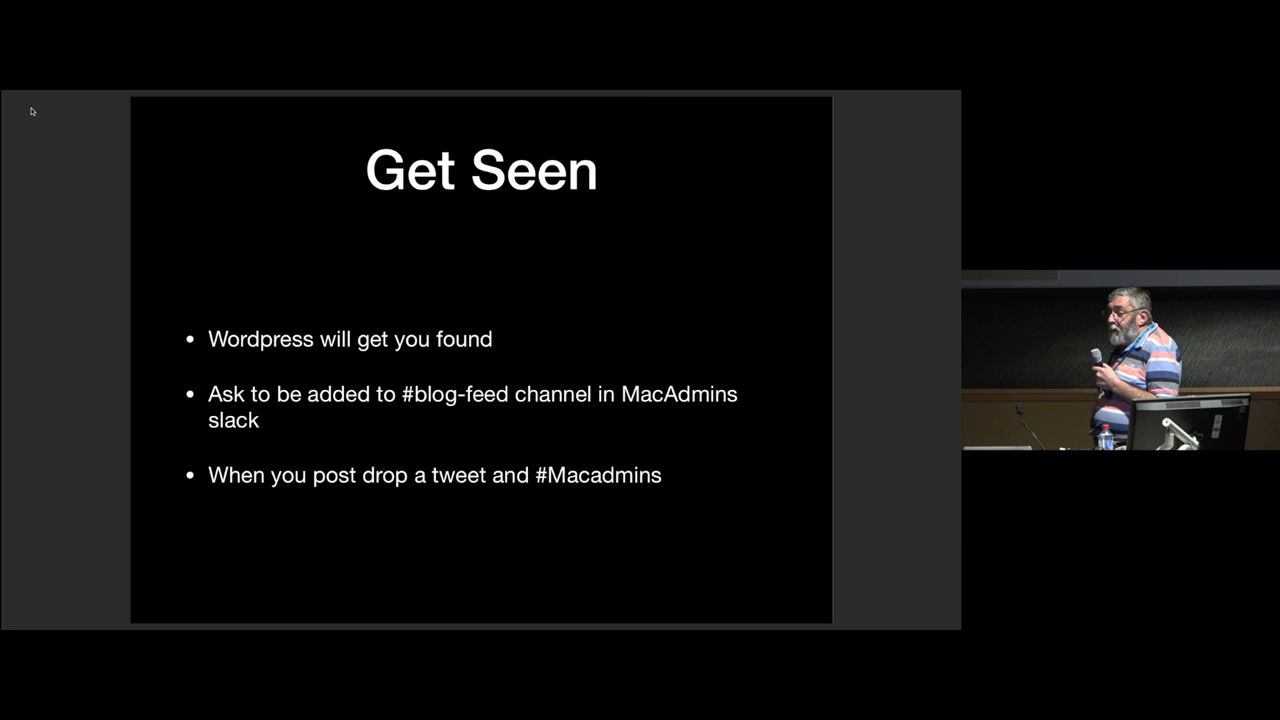 Get Seen
• Wordpress will get you found
• Ask to be added to #blog-feed channel in MacAdmins
slack
• When you post drop a tweet and #Macadmins